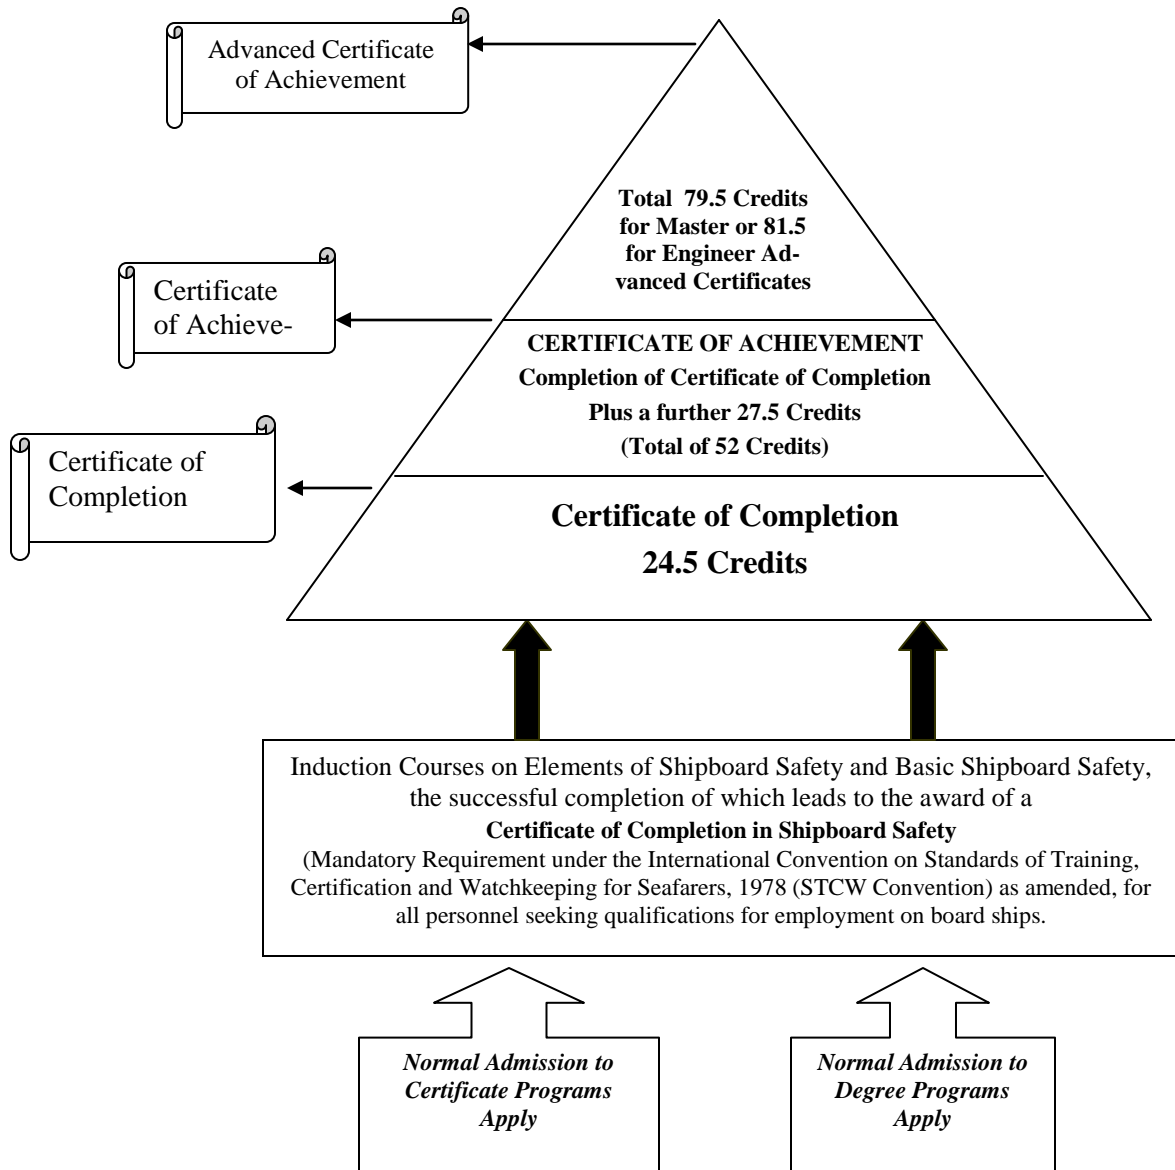 Advanced Certificate
of Achievement
Total 79.5 Credits
for Master or 81.5
for Engineer Ad-
vanced Certificates
Certificate
of Achieve-
CERTIFICATE OF ACHIEVEMENT
Completion of Certificate of Completion
Plus a further 27.5 Credits
(Total of 52 Credits)
Certificate of
Completion
Certificate of Completion
24.5 Credits
Induction Courses on Elements of Shipboard Safety and Basic Shipboard Safety,
the successful completion of which leads to the award of a
Certificate of Completion in Shipboard Safety
(Mandatory Requirement under the International Convention on Standards of Training,
Certification and Watchkeeping for Seafarers, 1978 (STCW Convention) as amended, for
all personnel seeking qualifications for employment on board ships.
Normal Admission to
Certificate Programs
Apply
Normal Admission to
Degree Programs
Apply